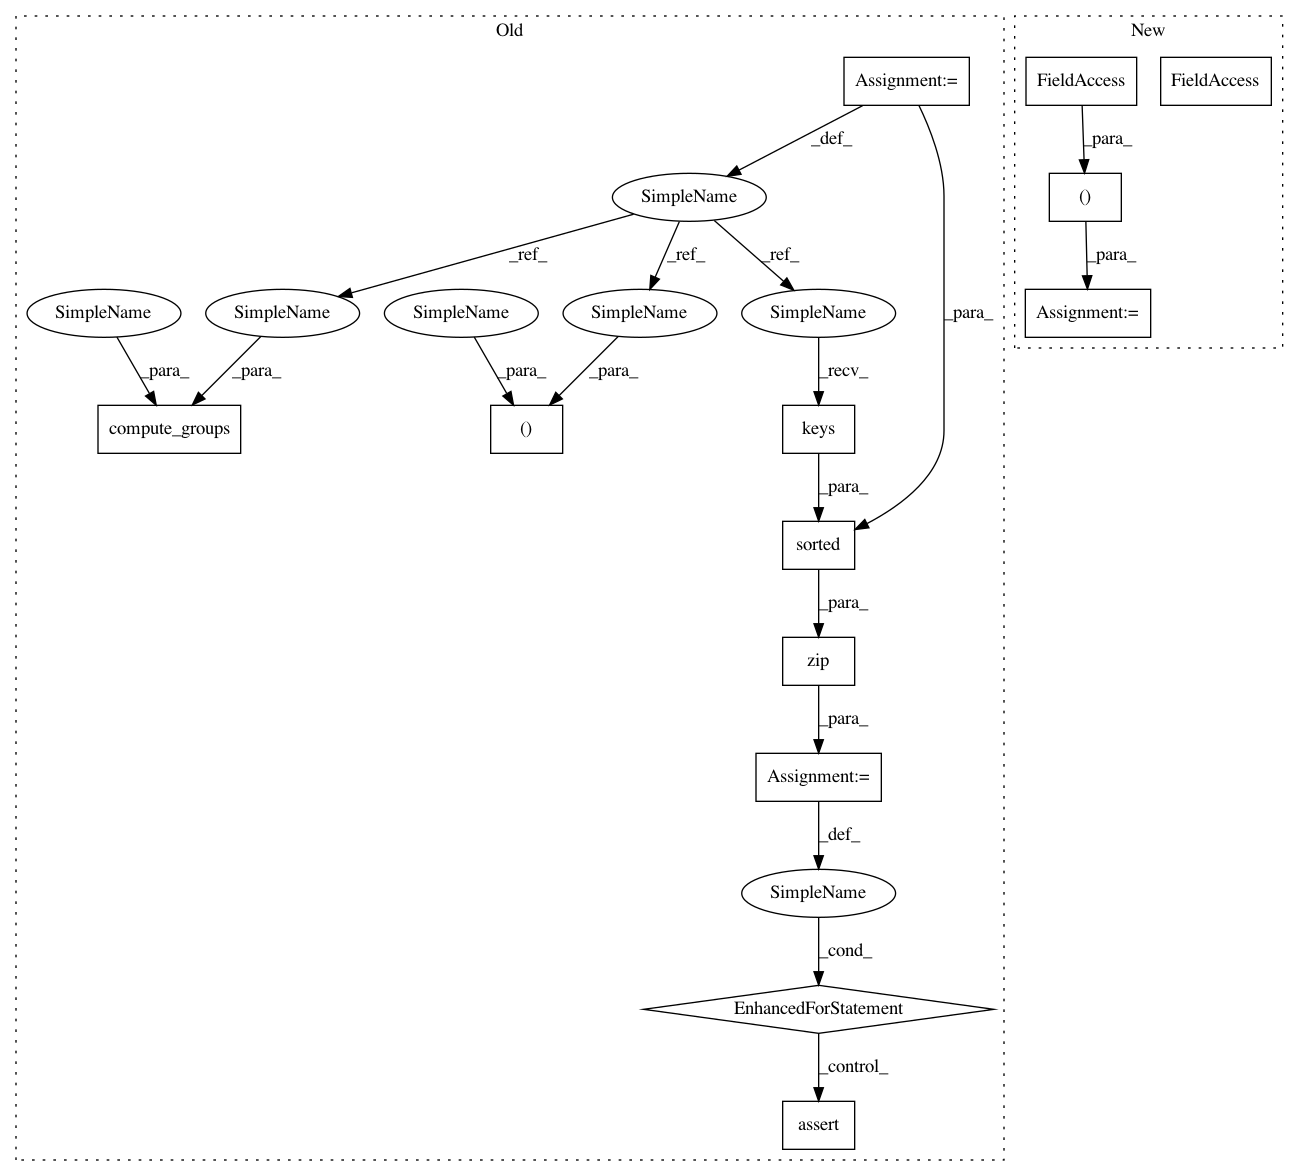 Old
New
Assignment:=
FieldAccess
FieldAccess
_def_
_para_
SimpleName
()
_ref_
_ref_
_ref_
_para_
SimpleName
SimpleName
SimpleName
SimpleName
SimpleName
_para_
Assignment:=
_para_
_para_
_para_
_para_
_recv_
compute_groups
()
keys
_para_
sorted
_para_
zip
_para_
Assignment:=
_def_
SimpleName
_cond_
EnhancedForStatement
_control_
assert